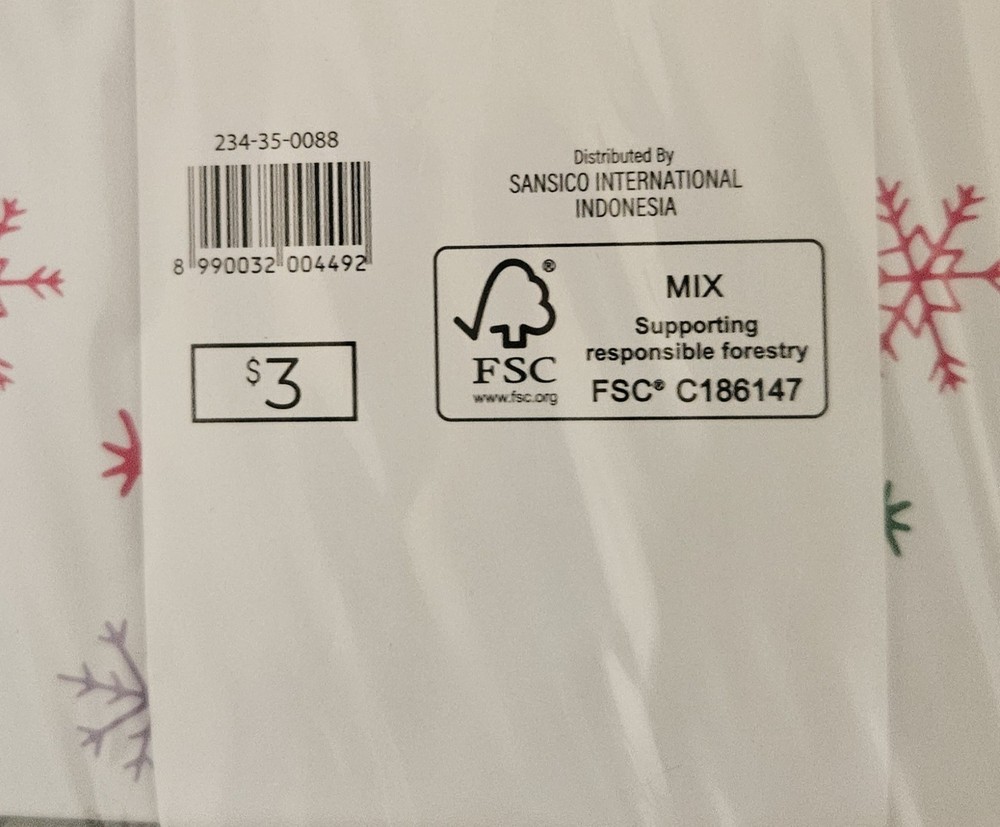 234-35-0088
8 990032 004492
$3
Distributed By
SANSICO INTERNATIONAL
INDONESIA
®
FSC
www.fsc.org
MIX
Supporting
responsible forestry
FSC® C186147